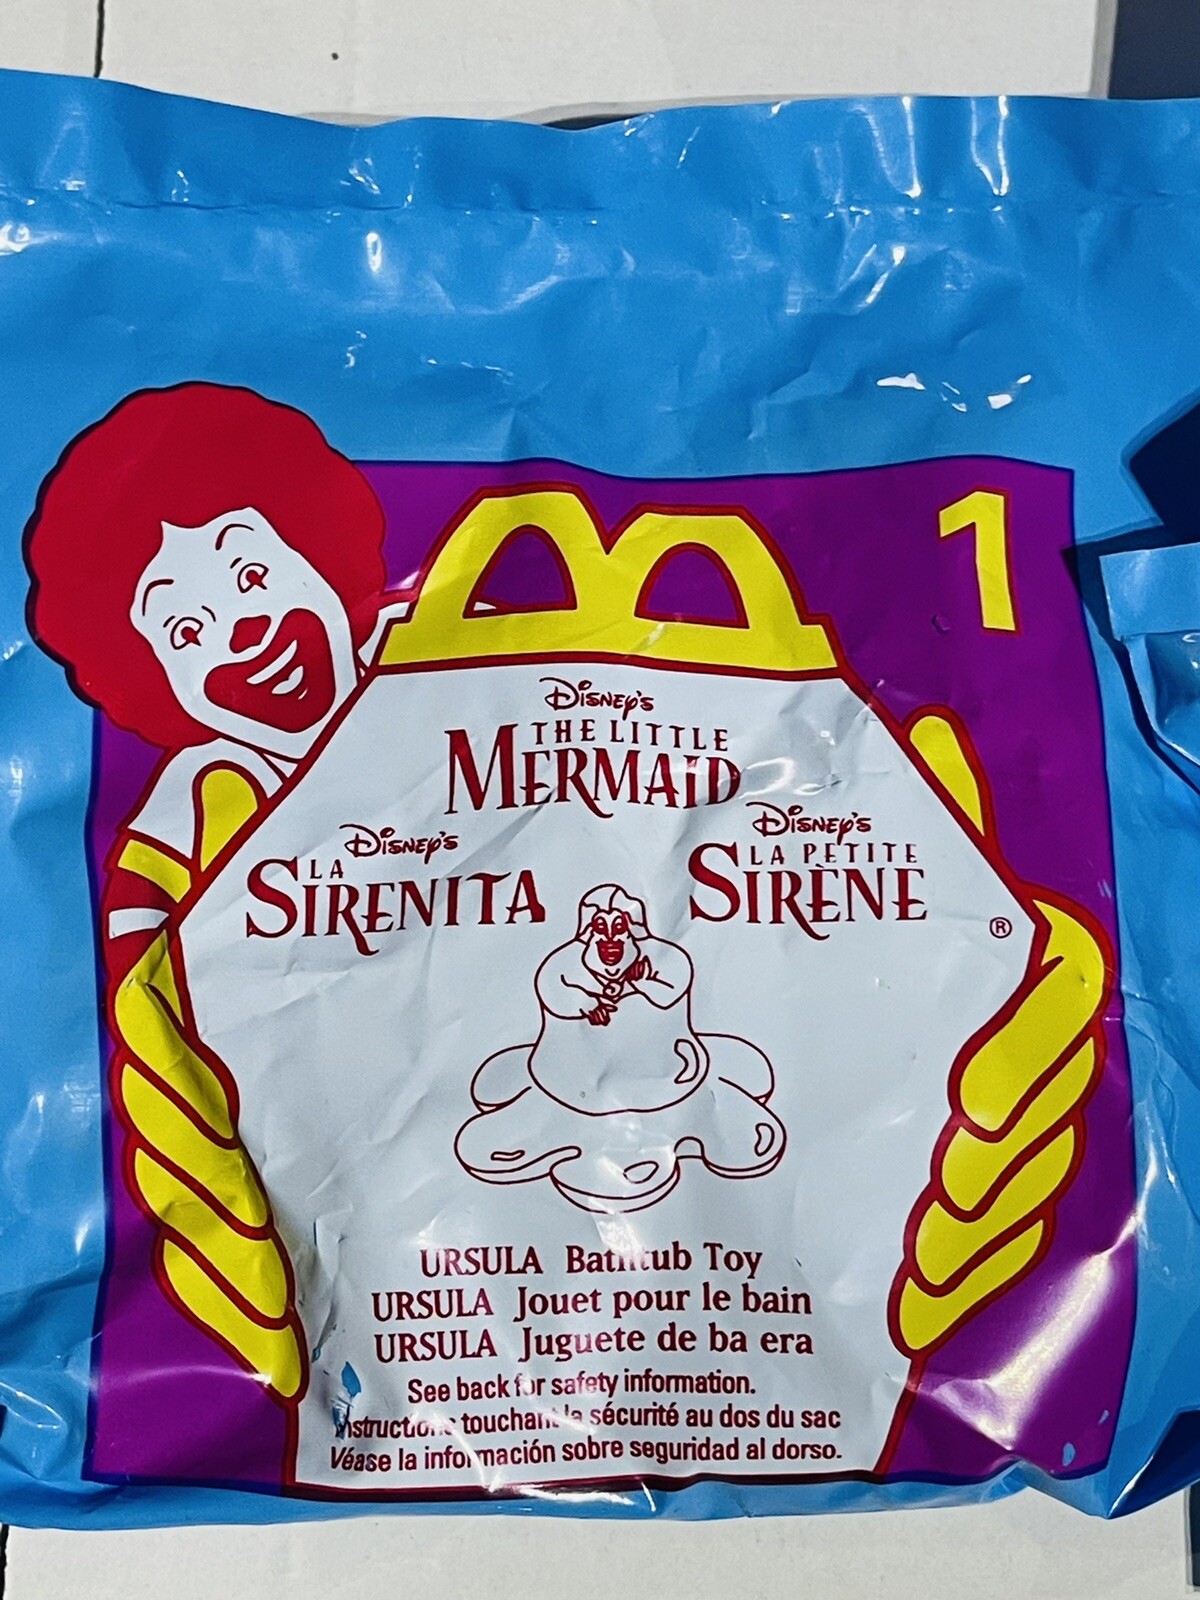 1
Disney's
THE LITTLE
MERMAID
Disney's
LA
SIRENITA
Disney's
LA PETITE
SIRÈNE
®
URSULA Bathtub Toy
URSULA Jouet pour le bain
URSULA Juguete de ba era
See back for safety information.
Instructions touchant la sécurité au dos du sac
Véase la información sobre seguridad al dorso.